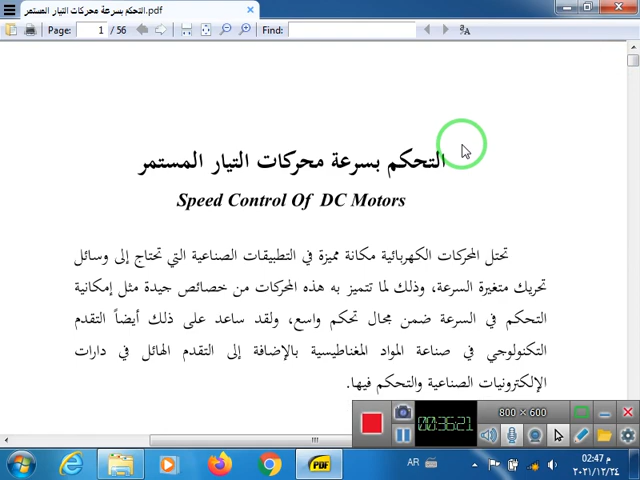 التحكم بسرعة محركات التيار المستمر.pdf
Page: 1 / 56 Find:
التحكم بسرعة محركات التيار المستمر
Speed Control Of DC Motors
تحتل المحركات الكهربائية مكانة مميزة في التطبيقات الصناعية التي تحتاج إلى وسائل
تحريك متغيرة السرعة، وذلك لما تتميز به هذه المحركات من خصائص جيدة مثل إمكانية
التحكم في السرعة ضمن مجال تحكم واسع، ولقد ساعد على ذلك أيضاً التقدم
التكنولوجي في صناعة المواد المغناطيسية بالإضافة إلى التقدم الهائل في دارات
الإلكترونيات الصناعية والتحكم فيها.
00:36:21
800 × 600
PDF
AR
02:47 م
٢٠٢١/١٢/٢٤